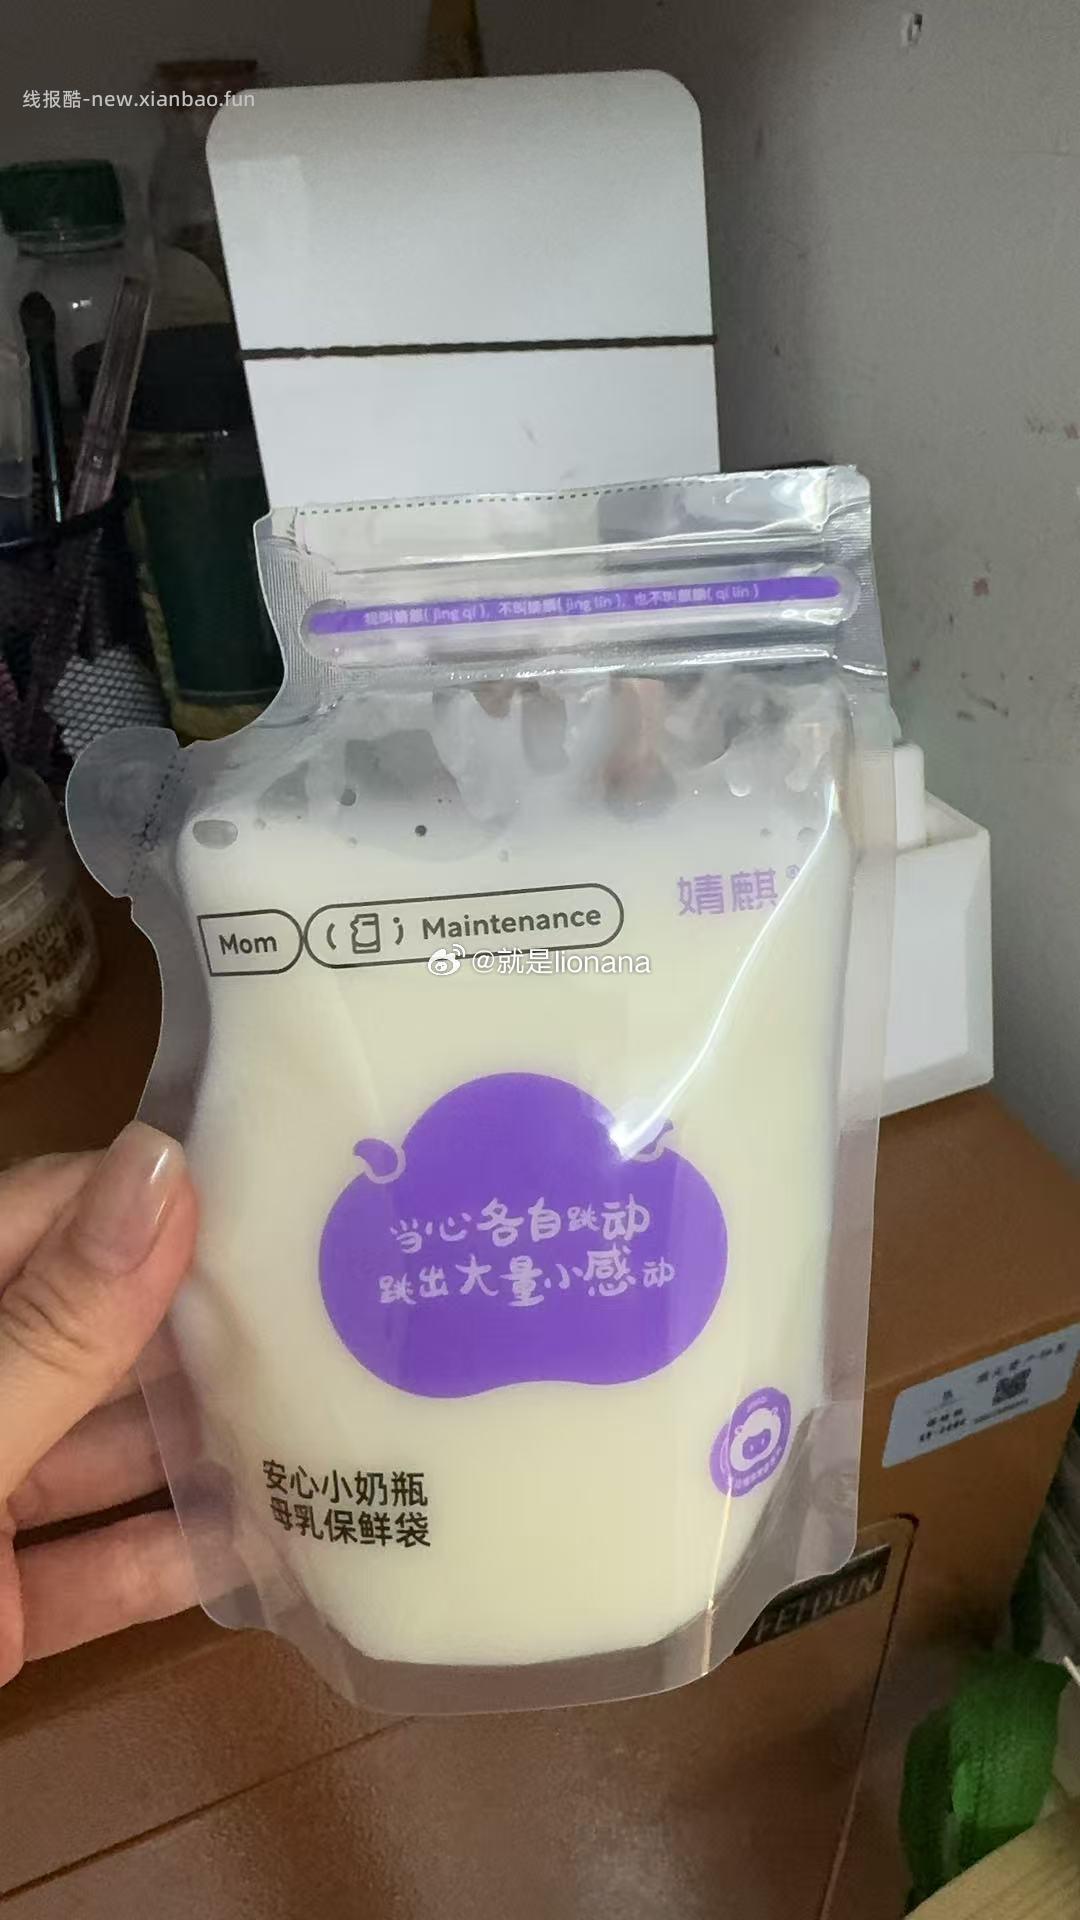 线报酷-new.xianbao.fun
我叫婧麒( jing qi )，不叫婧麟( jing lin )，也不叫麒麟( qi lin )
婧麒®
Mom Maintenance
@就是lionana
当心各自跳动
跳出大量小感动
安心小奶瓶
母乳保鲜袋
FEIDUN